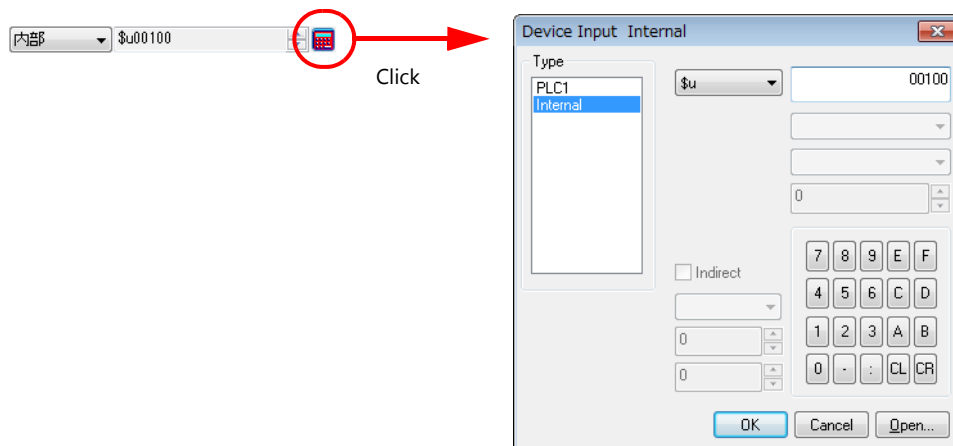 内部 $u00100
Click
Device Input Internal
Type
PLC1
Internal
$u 00100
0
Indirect
0
0
7 8 9 E F
4 5 6 C D
1 2 3 A B
0 - : CL CR
OK Cancel Open...